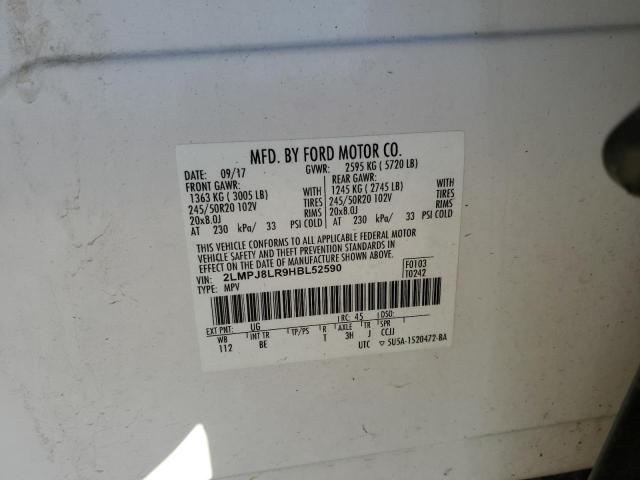 MFD. BY FORD MOTOR CO.
DATE: 09/17 GVWR: 2595 KG ( 5720 LB)
FRONT GAWR: REAR GAWR:
1363 KG ( 3005 LB) WITH 1245 KG ( 2745 LB) WITH
245/50R20 102V TIRES 245/50R20 102V TIRES
20x8.0J RIMS 20x8.0J RIMS
AT 230 kPa/ 33 PSI COLD AT 230 kPa/ 33 PSI COLD
THIS VEHICLE CONFORMS TO ALL APPLICABLE FEDERAL MOTOR
VEHICLE SAFETY AND THEFT PREVENTION STANDARDS IN
EFFECT ON THE DATE OF MANUFACTURE SHOWN ABOVE.
VIN: 2LMPJ8LR9HBL52590 F0103
TYPE: MPV T0242
EXT PNT: UG RC: 45 DSO:
WB INT TR TP/PS R AXLE TR SPR
112 BE T 3H J CCJJ
UTC ▽ 5U5A-1520472-BA